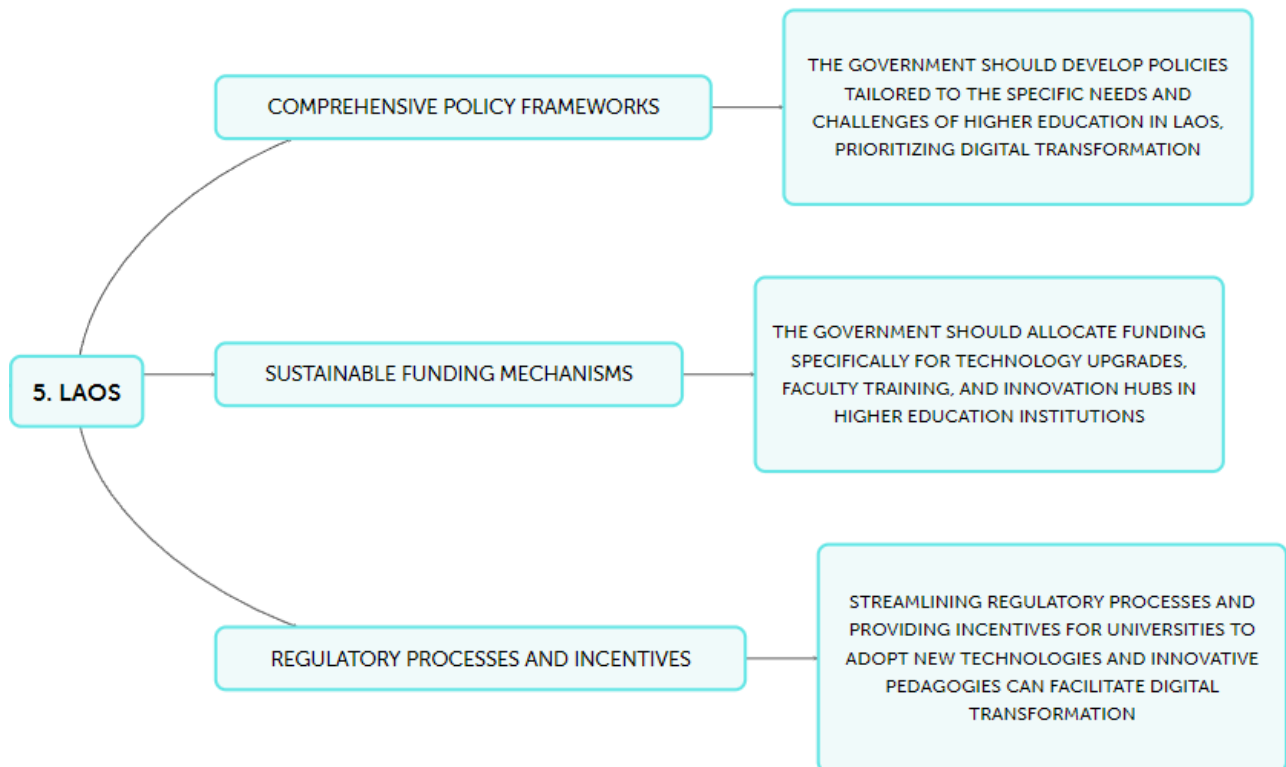 5. LAOS
COMPREHENSIVE POLICY FRAMEWORKS
THE GOVERNMENT SHOULD DEVELOP POLICIES
TAILORED TO THE SPECIFIC NEEDS AND
CHALLENGES OF HIGHER EDUCATION IN LAOS,
PRIORITIZING DIGITAL TRANSFORMATION
SUSTAINABLE FUNDING MECHANISMS
THE GOVERNMENT SHOULD ALLOCATE FUNDING
SPECIFICALLY FOR TECHNOLOGY UPGRADES,
FACULTY TRAINING, AND INNOVATION HUBS IN
HIGHER EDUCATION INSTITUTIONS
REGULATORY PROCESSES AND INCENTIVES
STREAMLINING REGULATORY PROCESSES AND
PROVIDING INCENTIVES FOR UNIVERSITIES TO
ADOPT NEW TECHNOLOGIES AND INNOVATIVE
PEDAGOGIES CAN FACILITATE DIGITAL
TRANSFORMATION